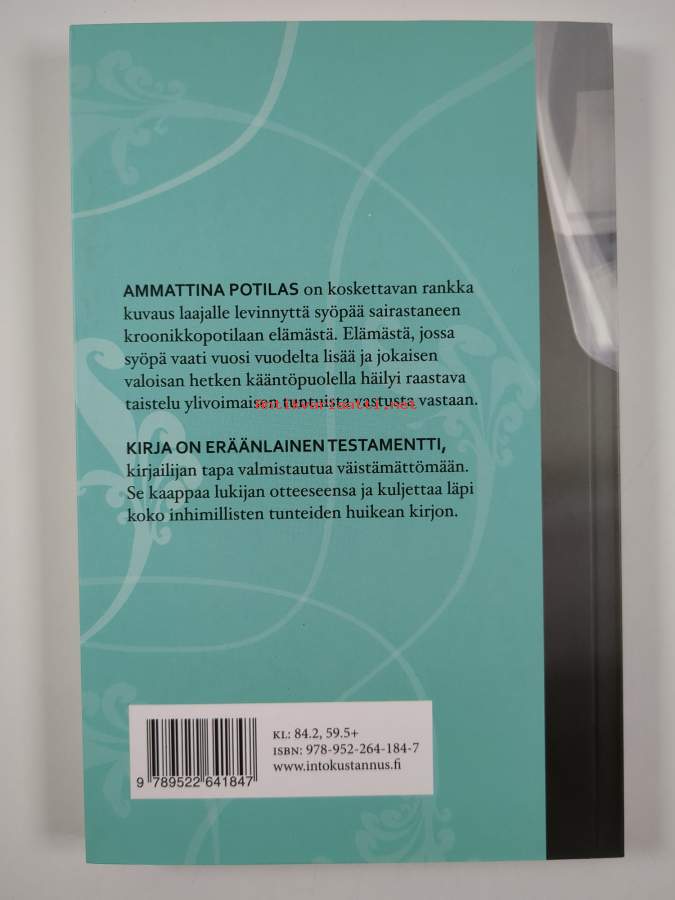 AMMATTINA POTILAS on koskettavan rankka
kuvaus laajalle levinnyttä syöpää sairastaneen
kroonikkopotilaan elämästä. Elämästä, jossa
syöpä vaati vuosi vuodelta lisää ja jokaisen
valoisan hetken kääntöpuolella häilyi raastava
taistelu ylivoimaisen tuntuista vastusta vastaan.
KIRJA ON ERÄÄNLAINEN TESTAMENTTI,
kirjailijan tapa valmistautua väistämättömään.
Se kaappaa lukijan otteeseensa ja kuljettaa läpi
koko inhimillisten tunteiden huikean kirjon.
KL: 84.2, 59.5+
ISBN: 978-952-264-184-7
www.intokustannus.fi
9 789522 641847